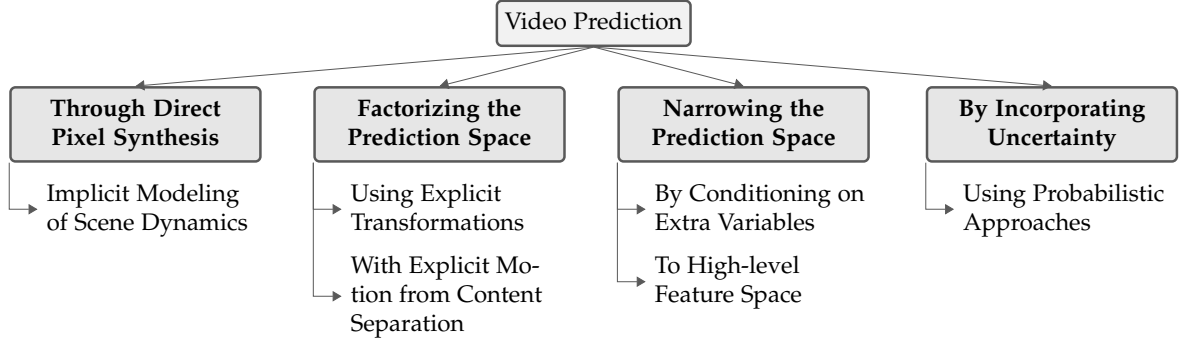 Video Prediction
Through Direct
Pixel Synthesis
Implicit Modeling
of Scene Dynamics
Factorizing the
Prediction Space
Using Explicit
Transformations
With Explicit Mo-
tion from Content
Separation
Narrowing the
Prediction Space
By Conditioning on
Extra Variables
To High-level
Feature Space
By Incorporating
Uncertainty
Using Probabilistic
Approaches